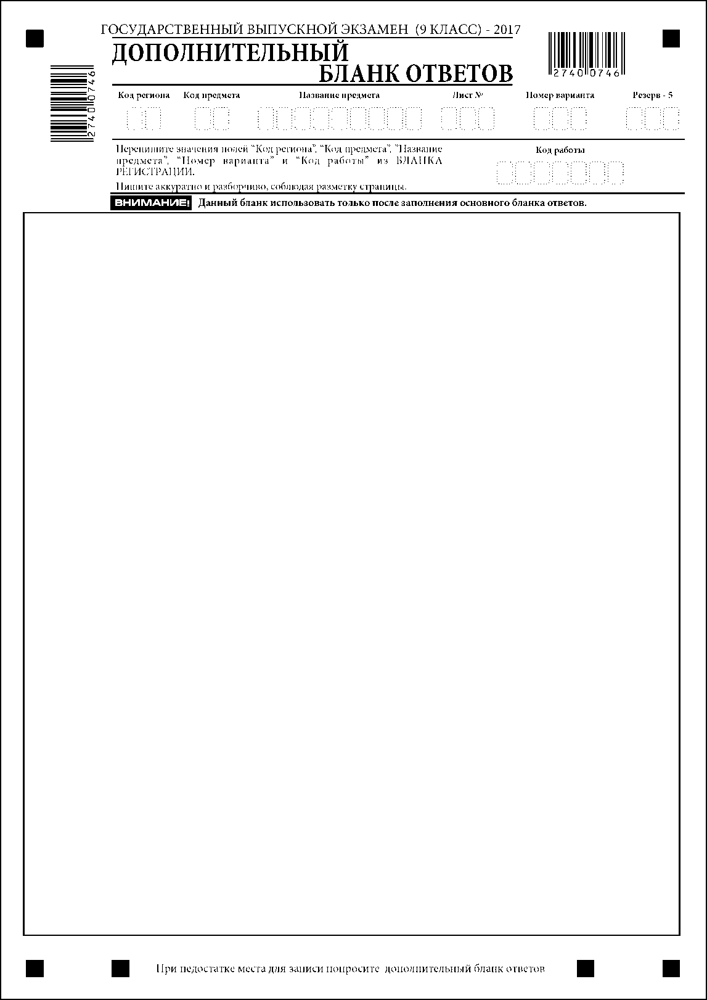 ГОСУДАРСТВЕННЫЙ ВЫПУСКНОЙ ЭКЗАМЕН (9 КЛАСС) - 2017
ДОПОЛНИТЕЛЬНЫЙ
БЛАНК ОТВЕТОВ
2740 0746
2740 0746
Код региона Код предмета Название предмета Лист № Номер варианта Резерв - 5
Перепишите значения полей “Код региона”, “Код предмета”, ”Название
предмета”, “Номер варианта” и “Код работы” из БЛАНКА
РЕГИСТРАЦИИ.
Пишите аккуратно и разборчиво, соблюдая разметку страницы.
Код работы
ВНИМАНИЕ! Данный бланк использовать только после заполнения основного бланка ответов.
При недостатке места для записи попросите дополнительный бланк ответов